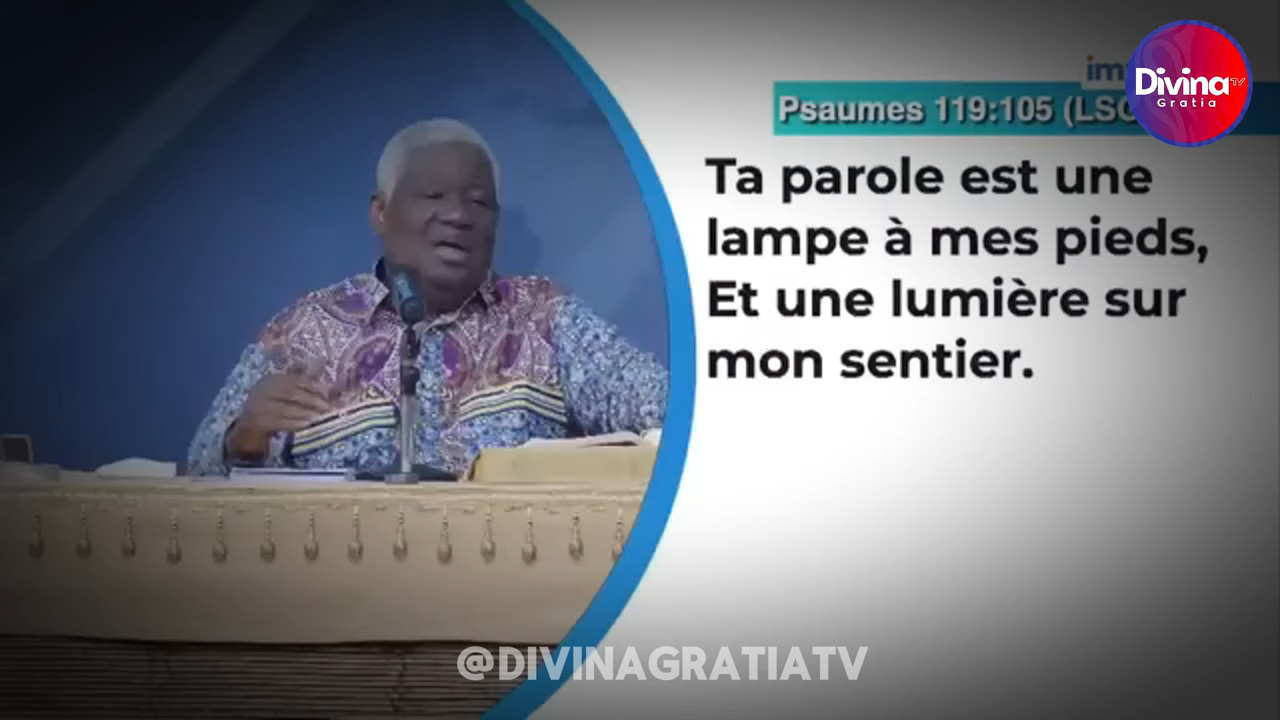 Divina TV
Gratia
Psaumes 119:105
Ta parole est une
lampe à mes pieds,
Et une lumière sur
mon sentier.
@DIVINAGRATIATV